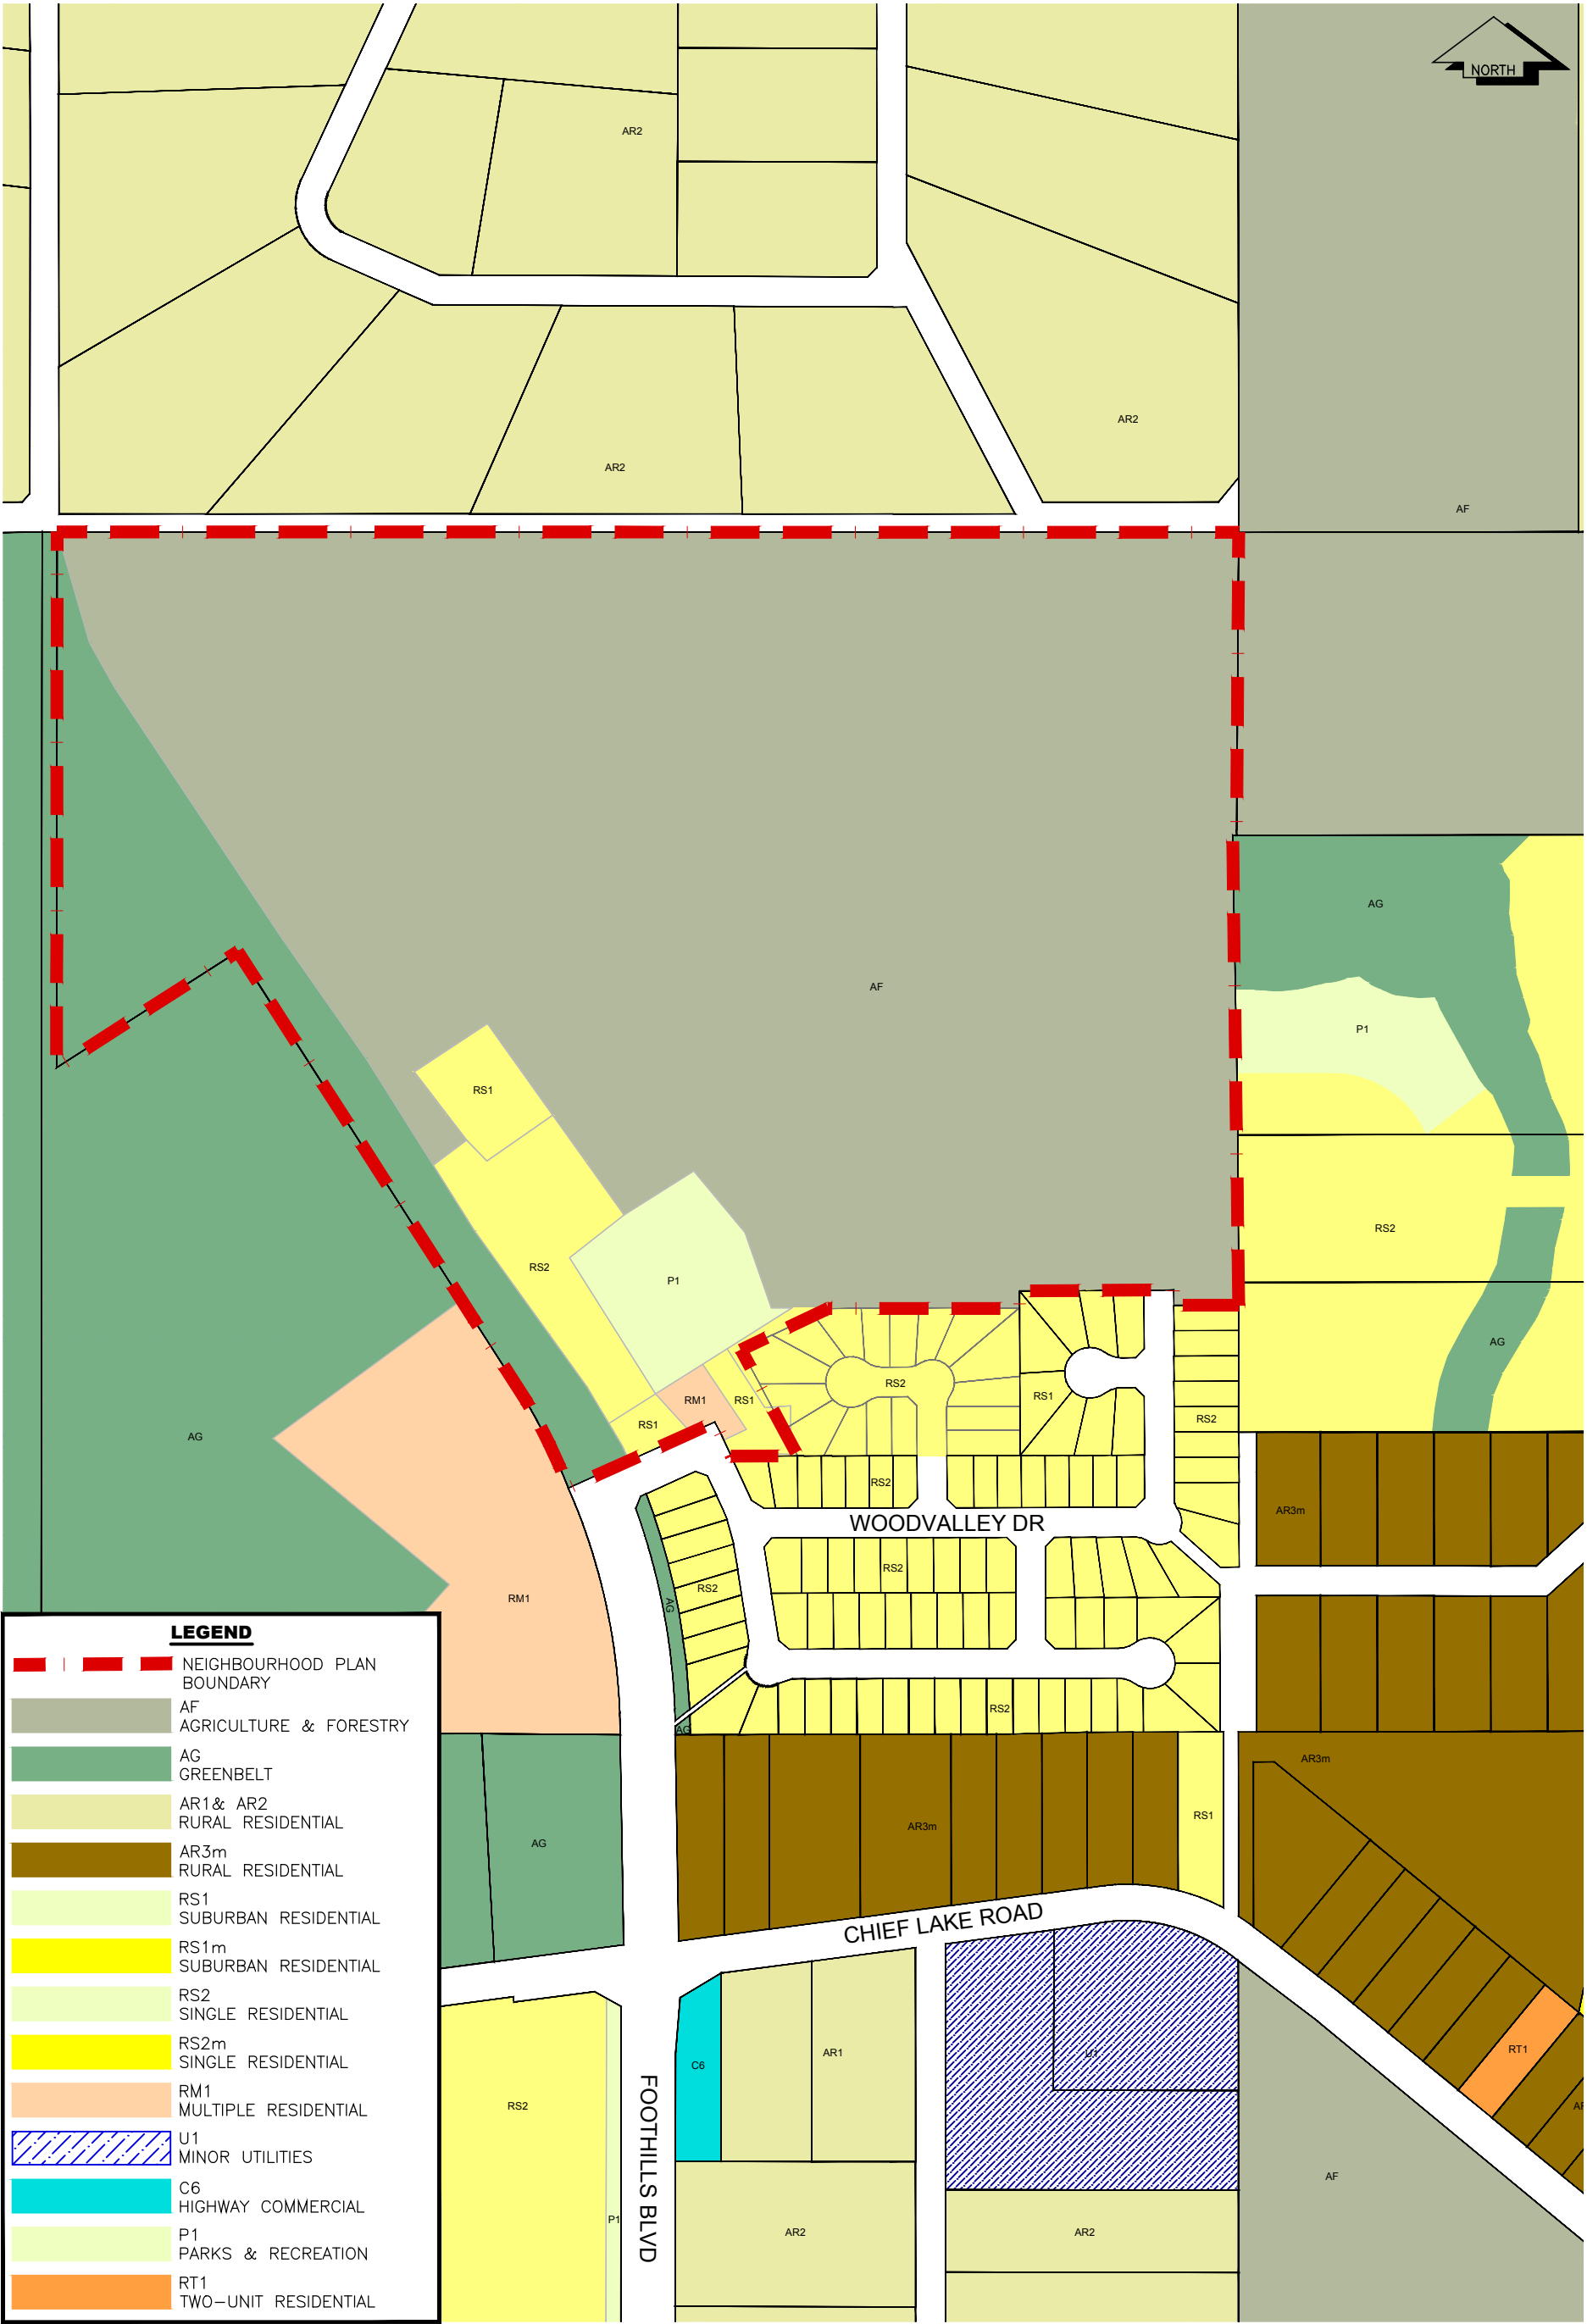 NORTH
AR2
AR2
AR2
AF
AG
AF
P1
RS1
RS2
RS2
P1
AG
RS2
RS1
RM1
RS1
RS1
RS2
AG
RS2
AR3m
WOODVALLEY DR
RS2
RS2
AG
RM1
RS2
AG
AR3m
RS1
AR3m
AG
CHIEF LAKE ROAD
AR1
U1
RT1
C6
RS2
FOOTHILLS BLVD
AF
P1
AR2
AR2
LEGEND
NEIGHBOURHOOD PLAN
BOUNDARY
AF
AGRICULTURE & FORESTRY
AG
GREENBELT
AR1& AR2
RURAL RESIDENTIAL
AR3m
RURAL RESIDENTIAL
RS1
SUBURBAN RESIDENTIAL
RS1m
SUBURBAN RESIDENTIAL
RS2
SINGLE RESIDENTIAL
RS2m
SINGLE RESIDENTIAL
RM1
MULTIPLE RESIDENTIAL
U1
MINOR UTILITIES
C6
HIGHWAY COMMERCIAL
P1
PARKS & RECREATION
RT1
TWO-UNIT RESIDENTIAL